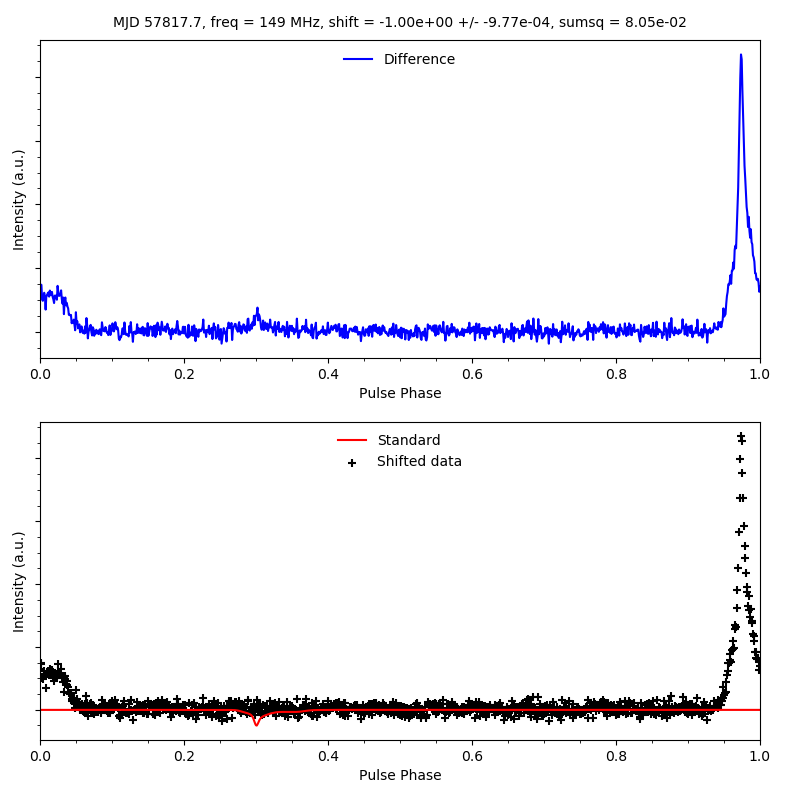 MJD 57817.7, freq = 149 MHz, shift = -1.00e+00 +/- -9.77e-04, sumsq = 8.05e-02
Difference
Intensity (a.u.)
0.0 0.2 0.4 0.6 0.8 1.0
Pulse Phase
Standard
Shifted data
Intensity (a.u.)
0.0 0.2 0.4 0.6 0.8 1.0
Pulse Phase